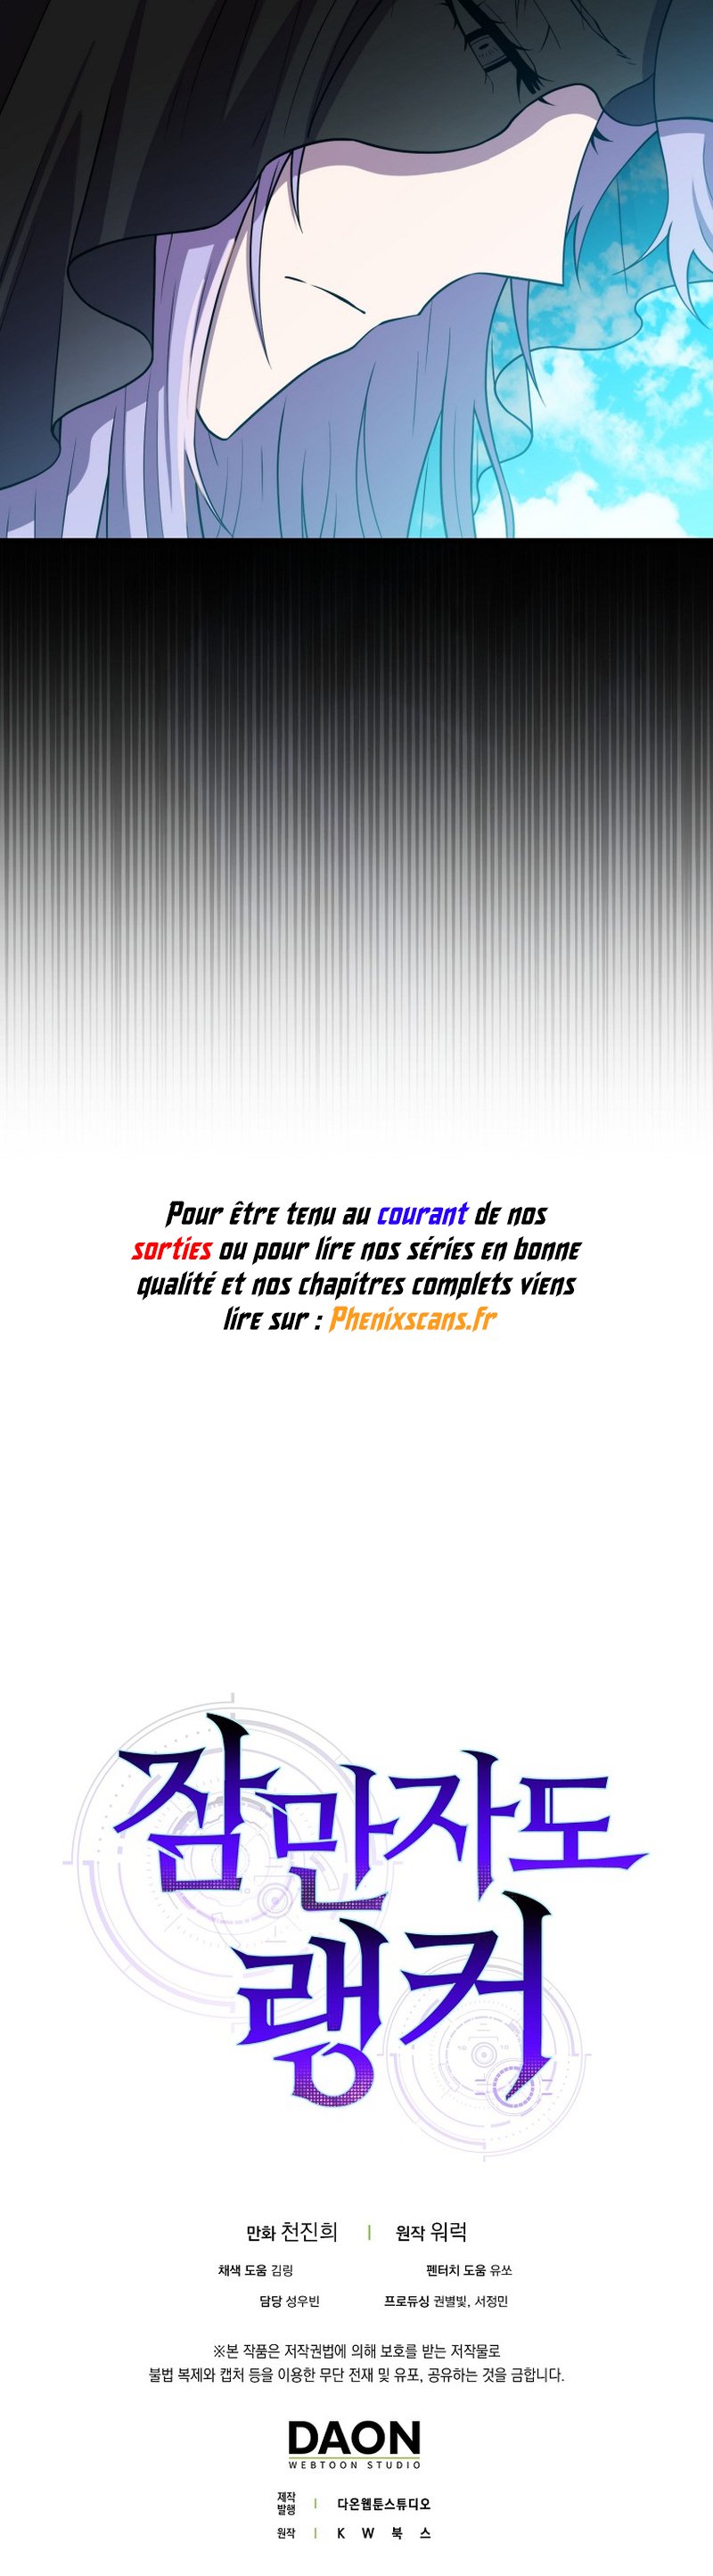 Pour être tenu au courant de nos
sorties ou pour lire nos séries en bonne
qualité et nos chapitres complets viens
lire sur : Phenixscans.fr
잠만자도
랭커
만화 천진희 | 원작 워럭
채색 도움 김링 펜터치 도움 유쏘
담당 성우빈 프로듀싱 권별빛, 서정민
※본 작품은 저작권법에 의해 보호를 받는 저작물로
불법 복제와 캡처 등을 이용한 무단 전재 및 유포, 공유하는 것을 금합니다.
DAON
WEBTOON STUDIO
제작
발행 | 다온웹툰스튜디오
원작 | K W 북 스